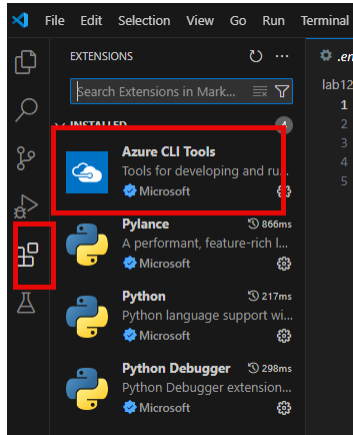 File Edit Selection View Go Run Terminal
EXTENSIONS
.en
Search Extensions in Mark...
lab12
INSTALLED 4
1
2
3
4
5
Azure CLI Tools
Tools for developing and ru...
Microsoft
Pylance 866ms
A performant, feature-rich l...
Microsoft
Python 217ms
Python language support wi...
Microsoft
Python Debugger 298ms
Python Debugger extension...
Microsoft